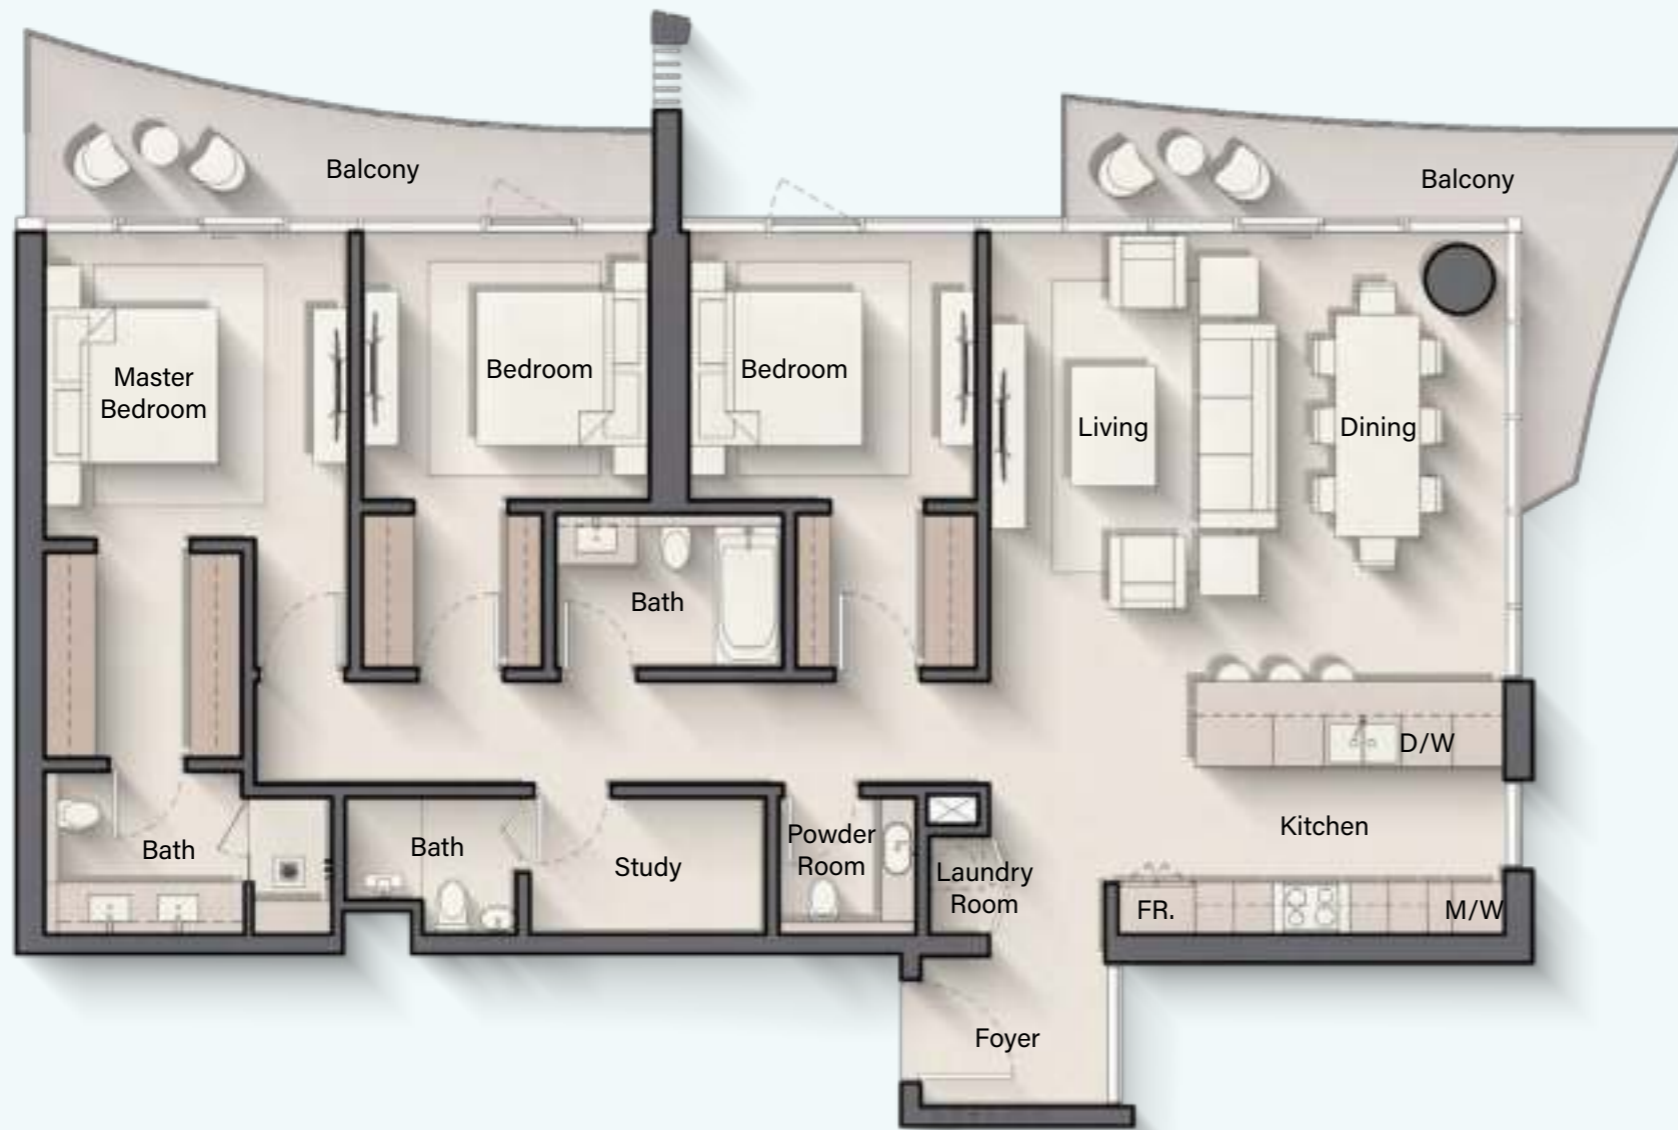 Balcony
Balcony
Master
Bedroom
Bedroom
Bedroom
Living
Dining
Bath
D/W
Kitchen
Bath
Bath
Study
Powder
Room
Laundry
Room
FR.
M/W
Foyer